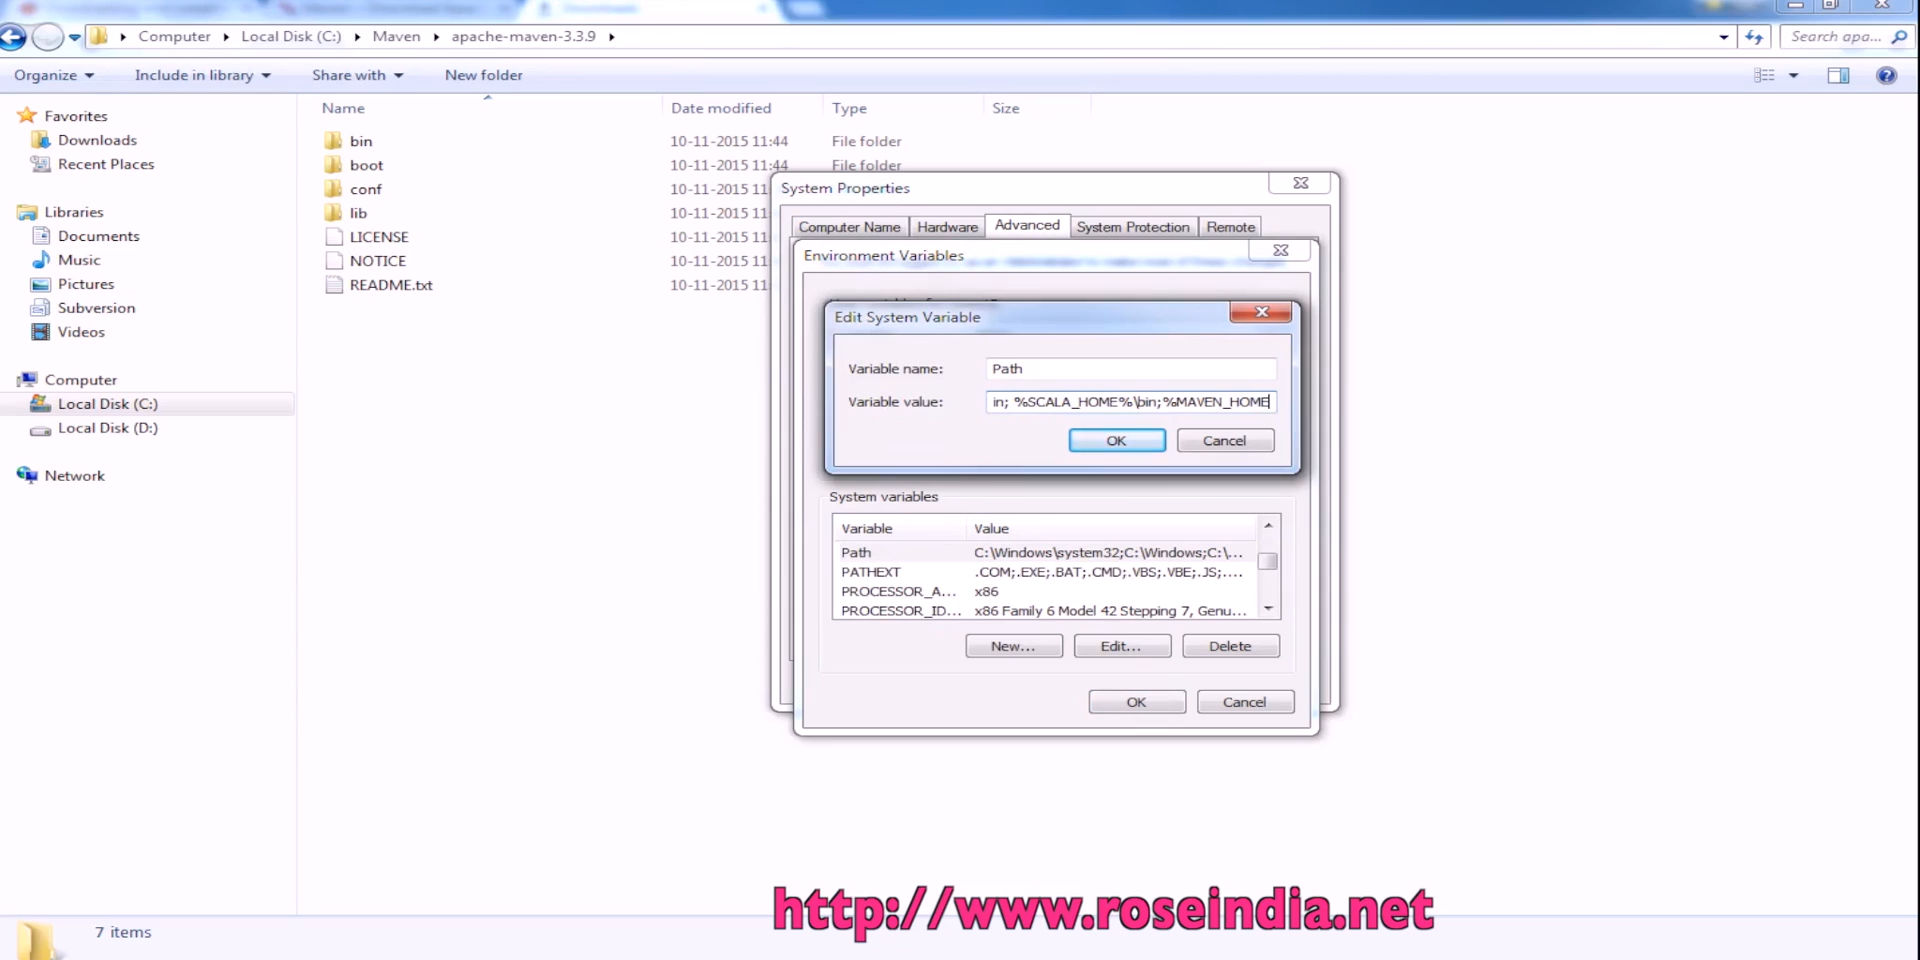 Computer
Local Disk (C:)
Maven
apache-maven-3.3.9
Search apa...
Organize
Include in library
Share with
New folder
Name
Date modified
Type
Size
Favorites
Downloads
Recent Places
Libraries
Documents
Music
Pictures
Subversion
Videos
Computer
Local Disk (C:)
Local Disk (D:)
Network
bin 10-11-2015 11:44 File folder
boot 10-11-2015 11:44 File folder
conf 10-11-2015 11
lib 10-11-2015 11
LICENSE 10-11-2015 11
NOTICE 10-11-2015 11
README.txt 10-11-2015 11
System Properties
Computer Name
Hardware
Advanced
System Protection
Remote
Environment Variables
Edit System Variable
Variable name: Path
Variable value: in; %SCALA_HOME%\bin;%MAVEN_HOME
OK Cancel
System variables
Variable Value
Path C:\Windows\system32;C:\Windows;C:\...
PATHEXT .COM;.EXE;.BAT;.CMD;.VBS;.VBE;.JS;....
PROCESSOR_A... x86
PROCESSOR_ID... x86 Family 6 Model 42 Stepping 7, Genu...
New... Edit... Delete
OK Cancel
http://www.roseindia.net
7 items